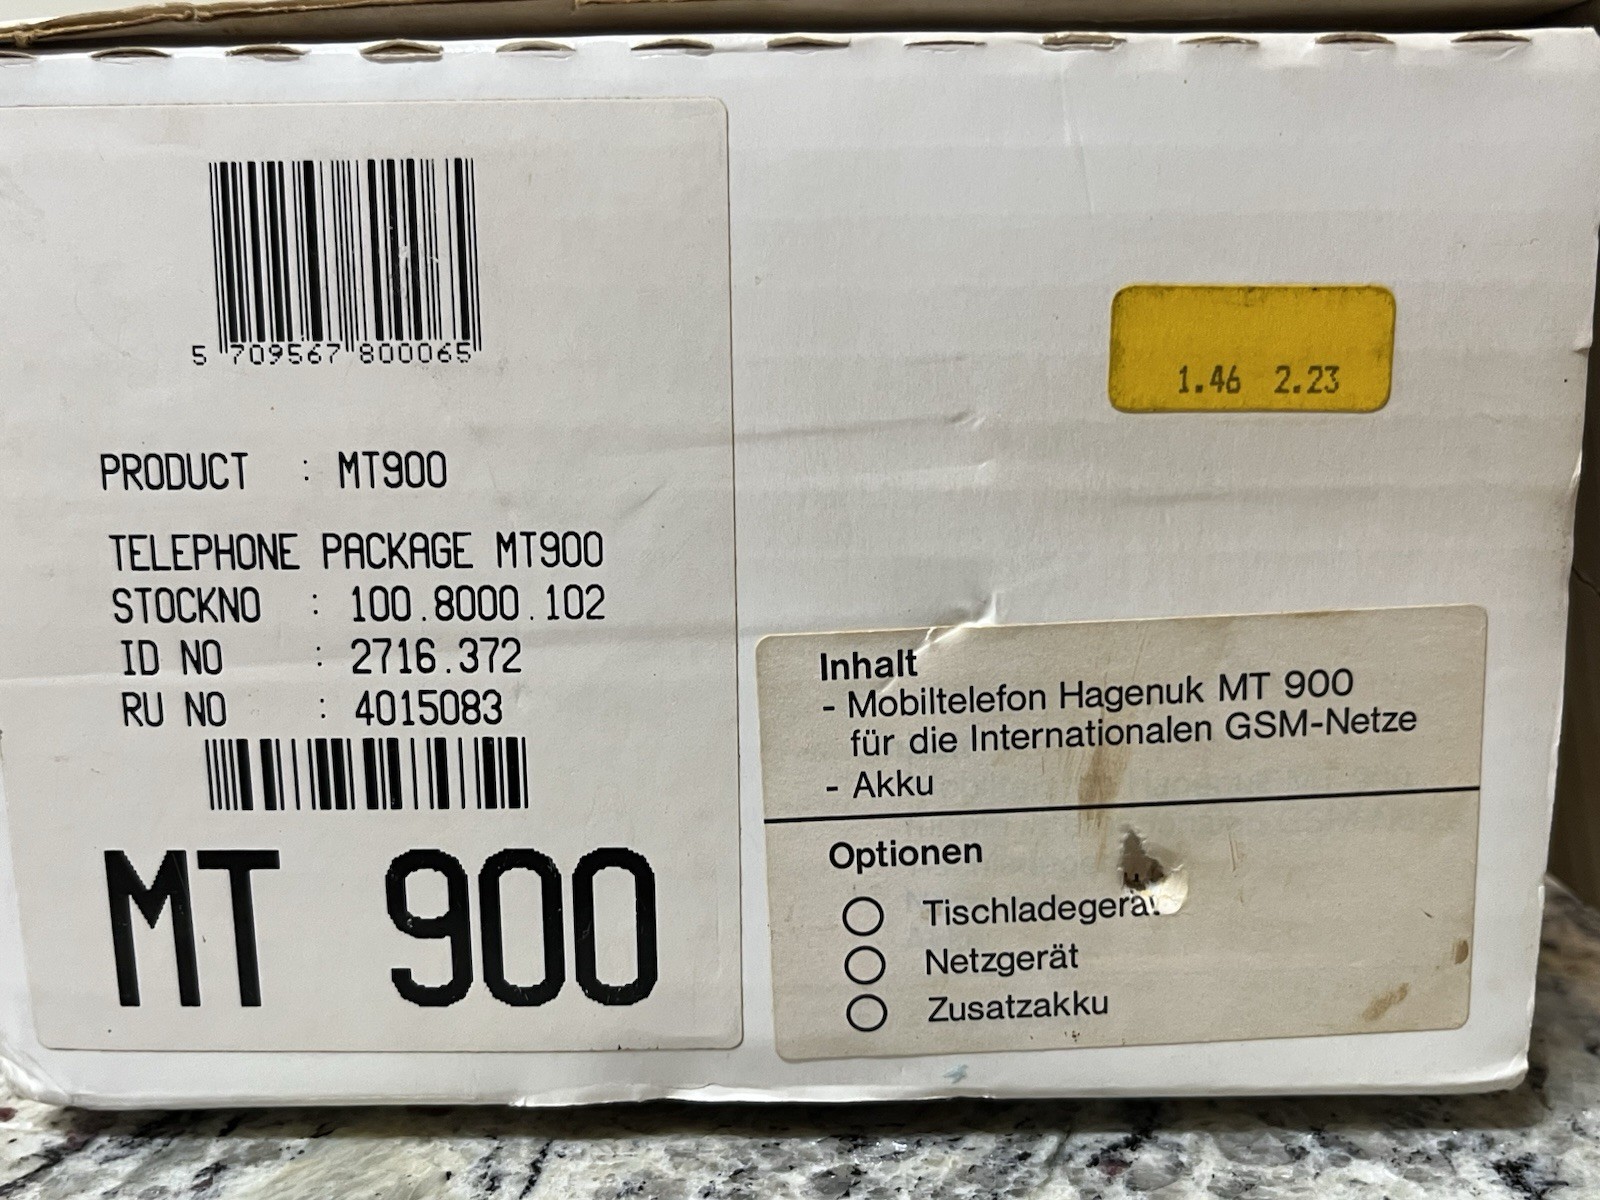 5 709567 800065
PRODUCT : MT900
TELEPHONE PACKAGE MT900
STOCKNO : 100.8000.102
ID NO : 2716.372
RU NO : 4015083
MT 900
1.46 2.23
Inhalt
- Mobiltelefon Hagenuk MT 900
für die Internationalen GSM-Netze
- Akku
Optionen
Tischladegerät
Netzgerät
Zusatzakku